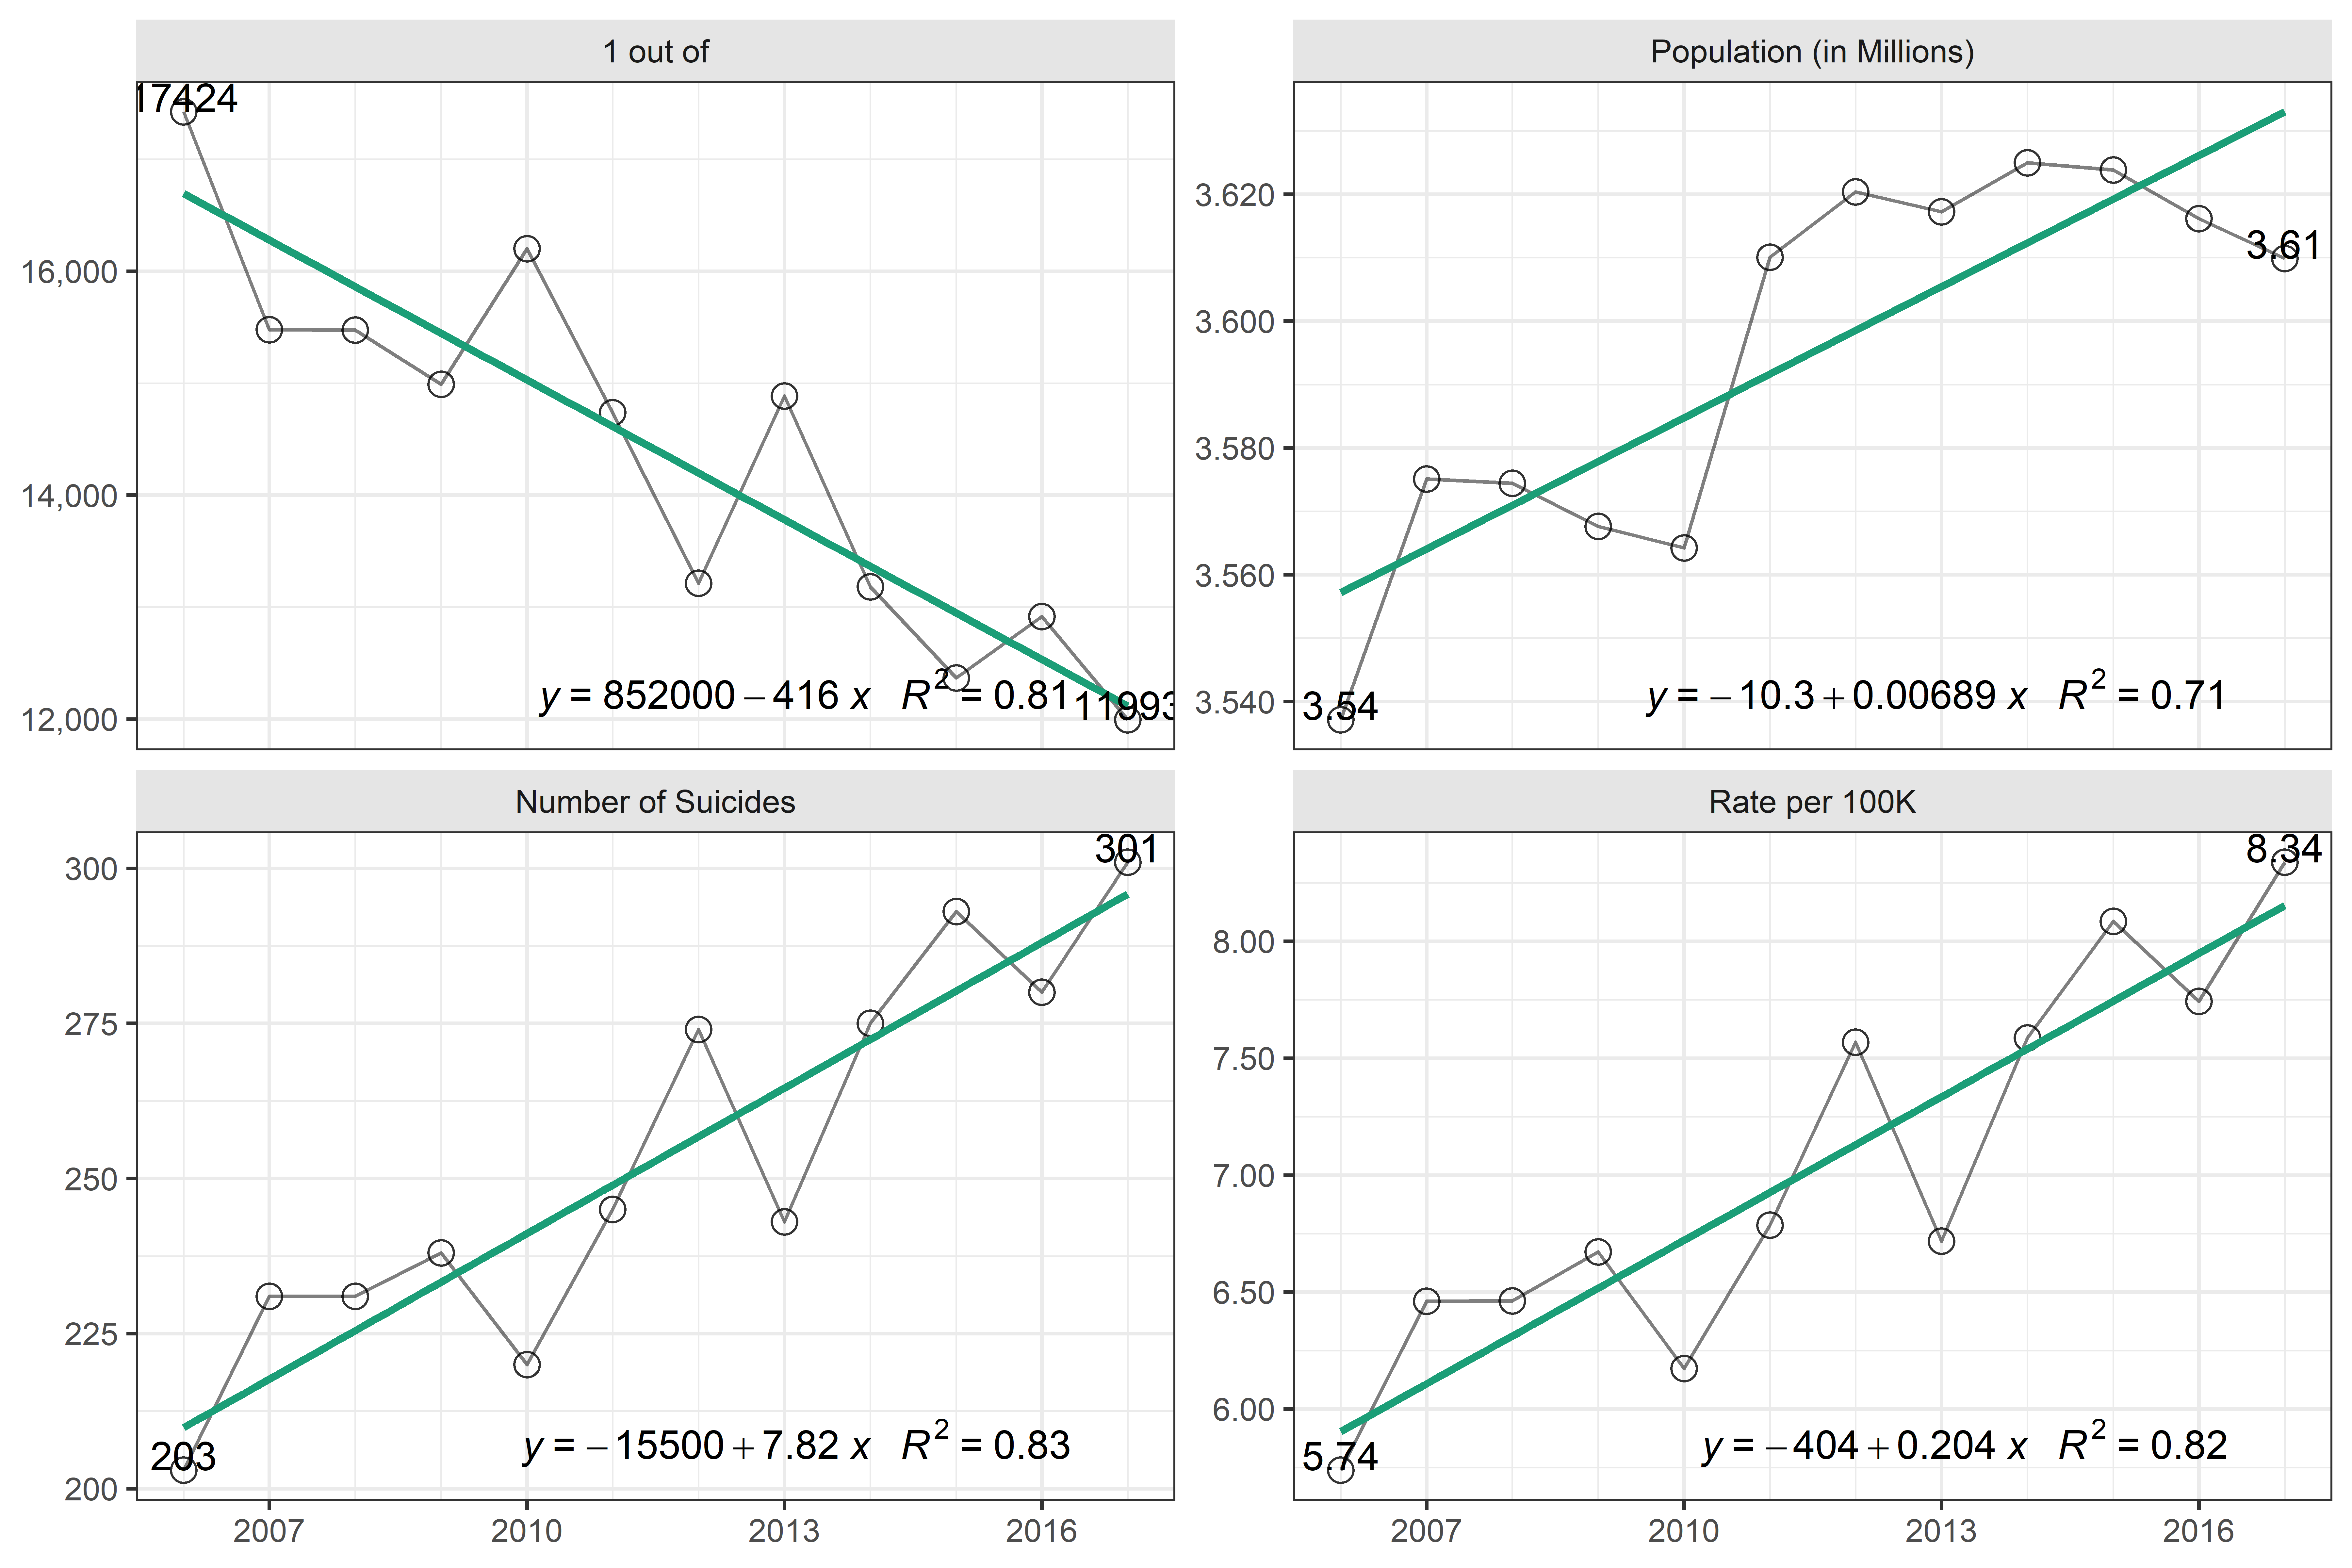 1 out of
17424
16,000
14,000
12,000
y = 852000 − 416 x R² = 0.81
11993
Population (in Millions)
3.620
3.600
3.580
3.560
3.540
3.61
3.54
y = −10.3 + 0.00689 x R² = 0.71
Number of Suicides
300
275
250
225
200
301
203
y = −15500 + 7.82 x R² = 0.83
2007 2010 2013 2016
Rate per 100K
8.34
8.00
7.50
7.00
6.50
6.00
5.74
y = −404 + 0.204 x R² = 0.82
2007 2010 2013 2016